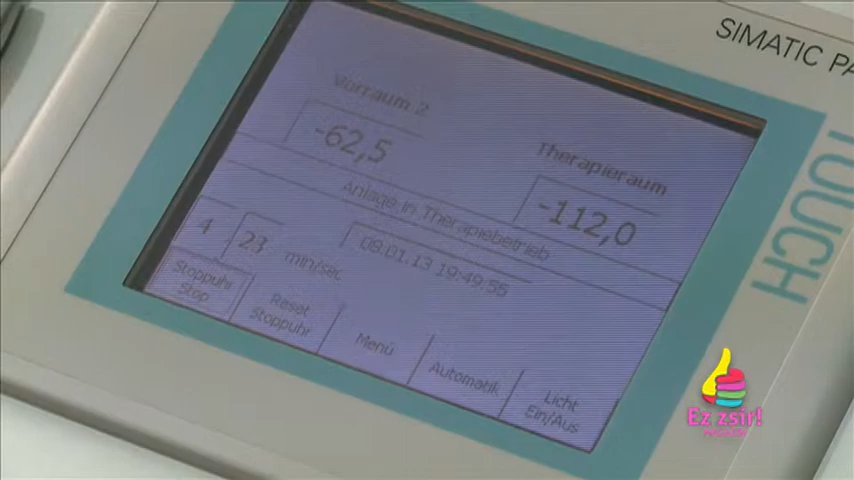 SIMATIC PA
TOUCH
Vorraum 2
-62,5
Therapieraum
-112,0
Anlage in Therapiebetrieb
4 23 min/sec
09.01.13 19:49:55
Stoppuhr
Stop
Reset
Stoppuhr
Menü
Automatik
Licht
Ein/Aus
Ez zsír!